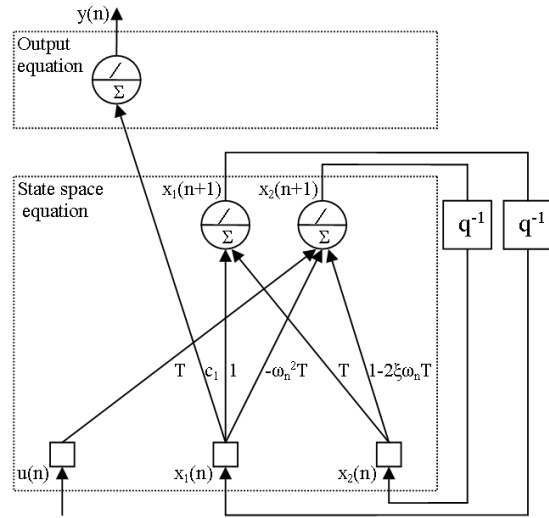 y(n)
Output
equation
Σ
x₁(n+1) x₂(n+1)
State space
equation
Σ Σ
q⁻¹ q⁻¹
T c₁ 1 -ωₙ²T T 1-2ξωₙT
u(n) x₁(n) x₂(n)